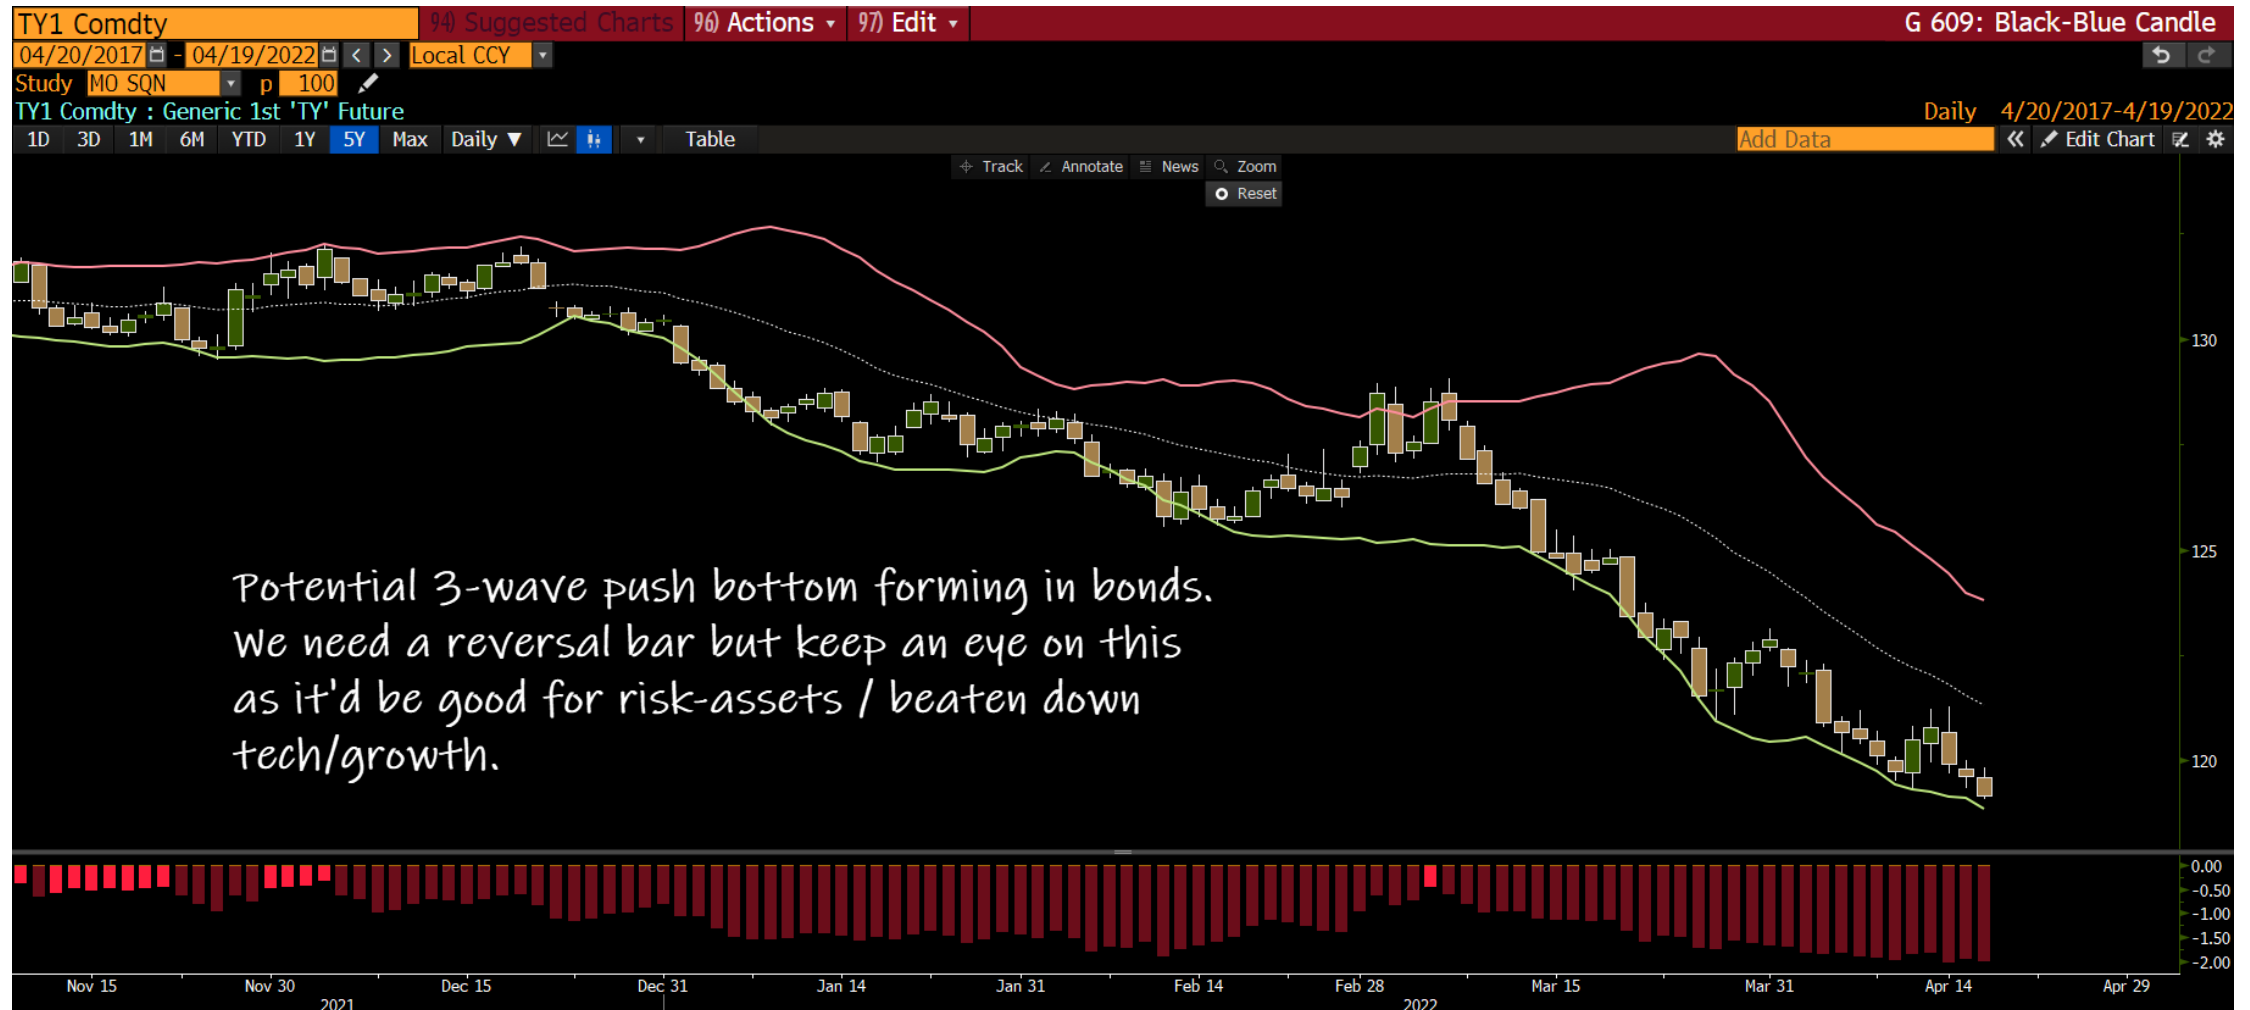 TY1 Comdty 94) Suggested Charts 96) Actions 97) Edit G 609: Black-Blue Candle
04/20/2017 - 04/19/2022 < > Local CCY
Study MO SQN p 100
TY1 Comdty : Generic 1st 'TY' Future Daily 4/20/2017-4/19/2022
1D 3D 1M 6M YTD 1Y 5Y Max Daily ▼ Table Add Data « Edit Chart
Track Annotate News Zoom
Reset
130
125
Potential 3-wave push bottom forming in bonds.
We need a reversal bar but keep an eye on this
as it'd be good for risk-assets / beaten down
tech/growth.
120
0.00
-0.50
-1.00
-1.50
-2.00
Nov 15 Nov 30 Dec 15 Dec 31 Jan 14 Jan 31 Feb 14 Feb 28 Mar 15 Mar 31 Apr 14 Apr 29
2021 2022